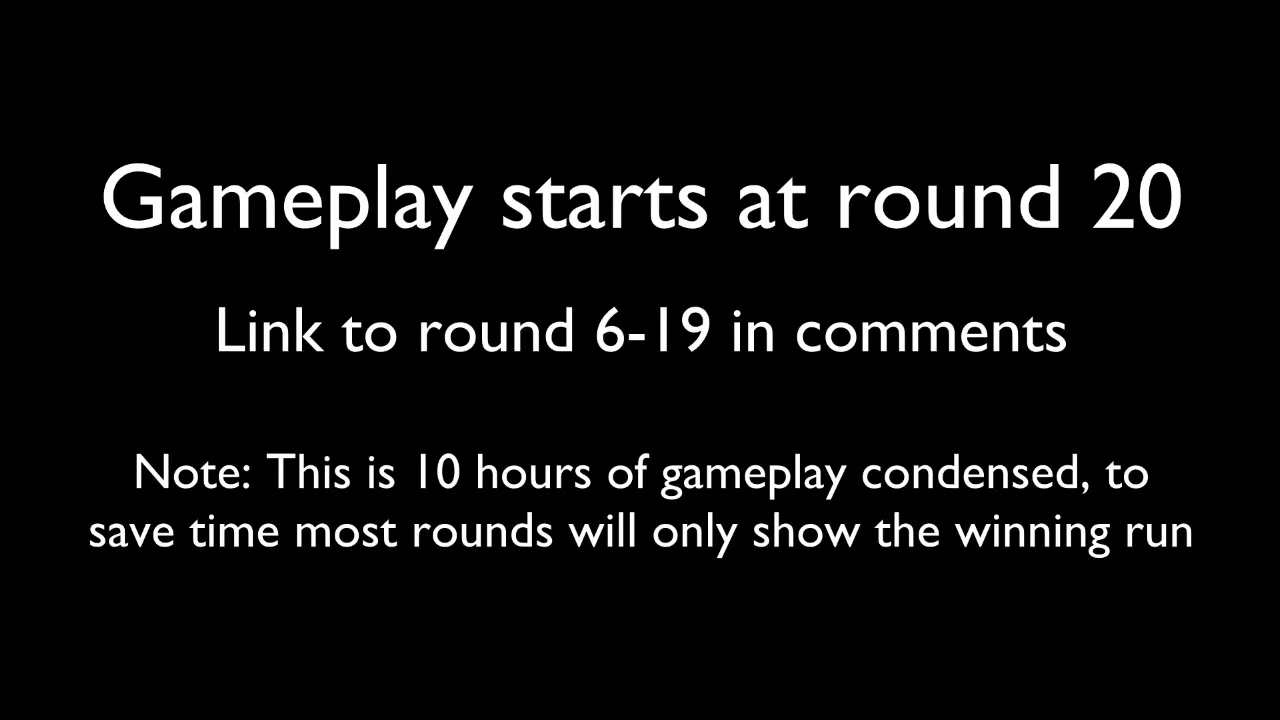 Gameplay starts at round 20
Link to round 6-19 in comments
Note: This is 10 hours of gameplay condensed, to
save time most rounds will only show the winning run